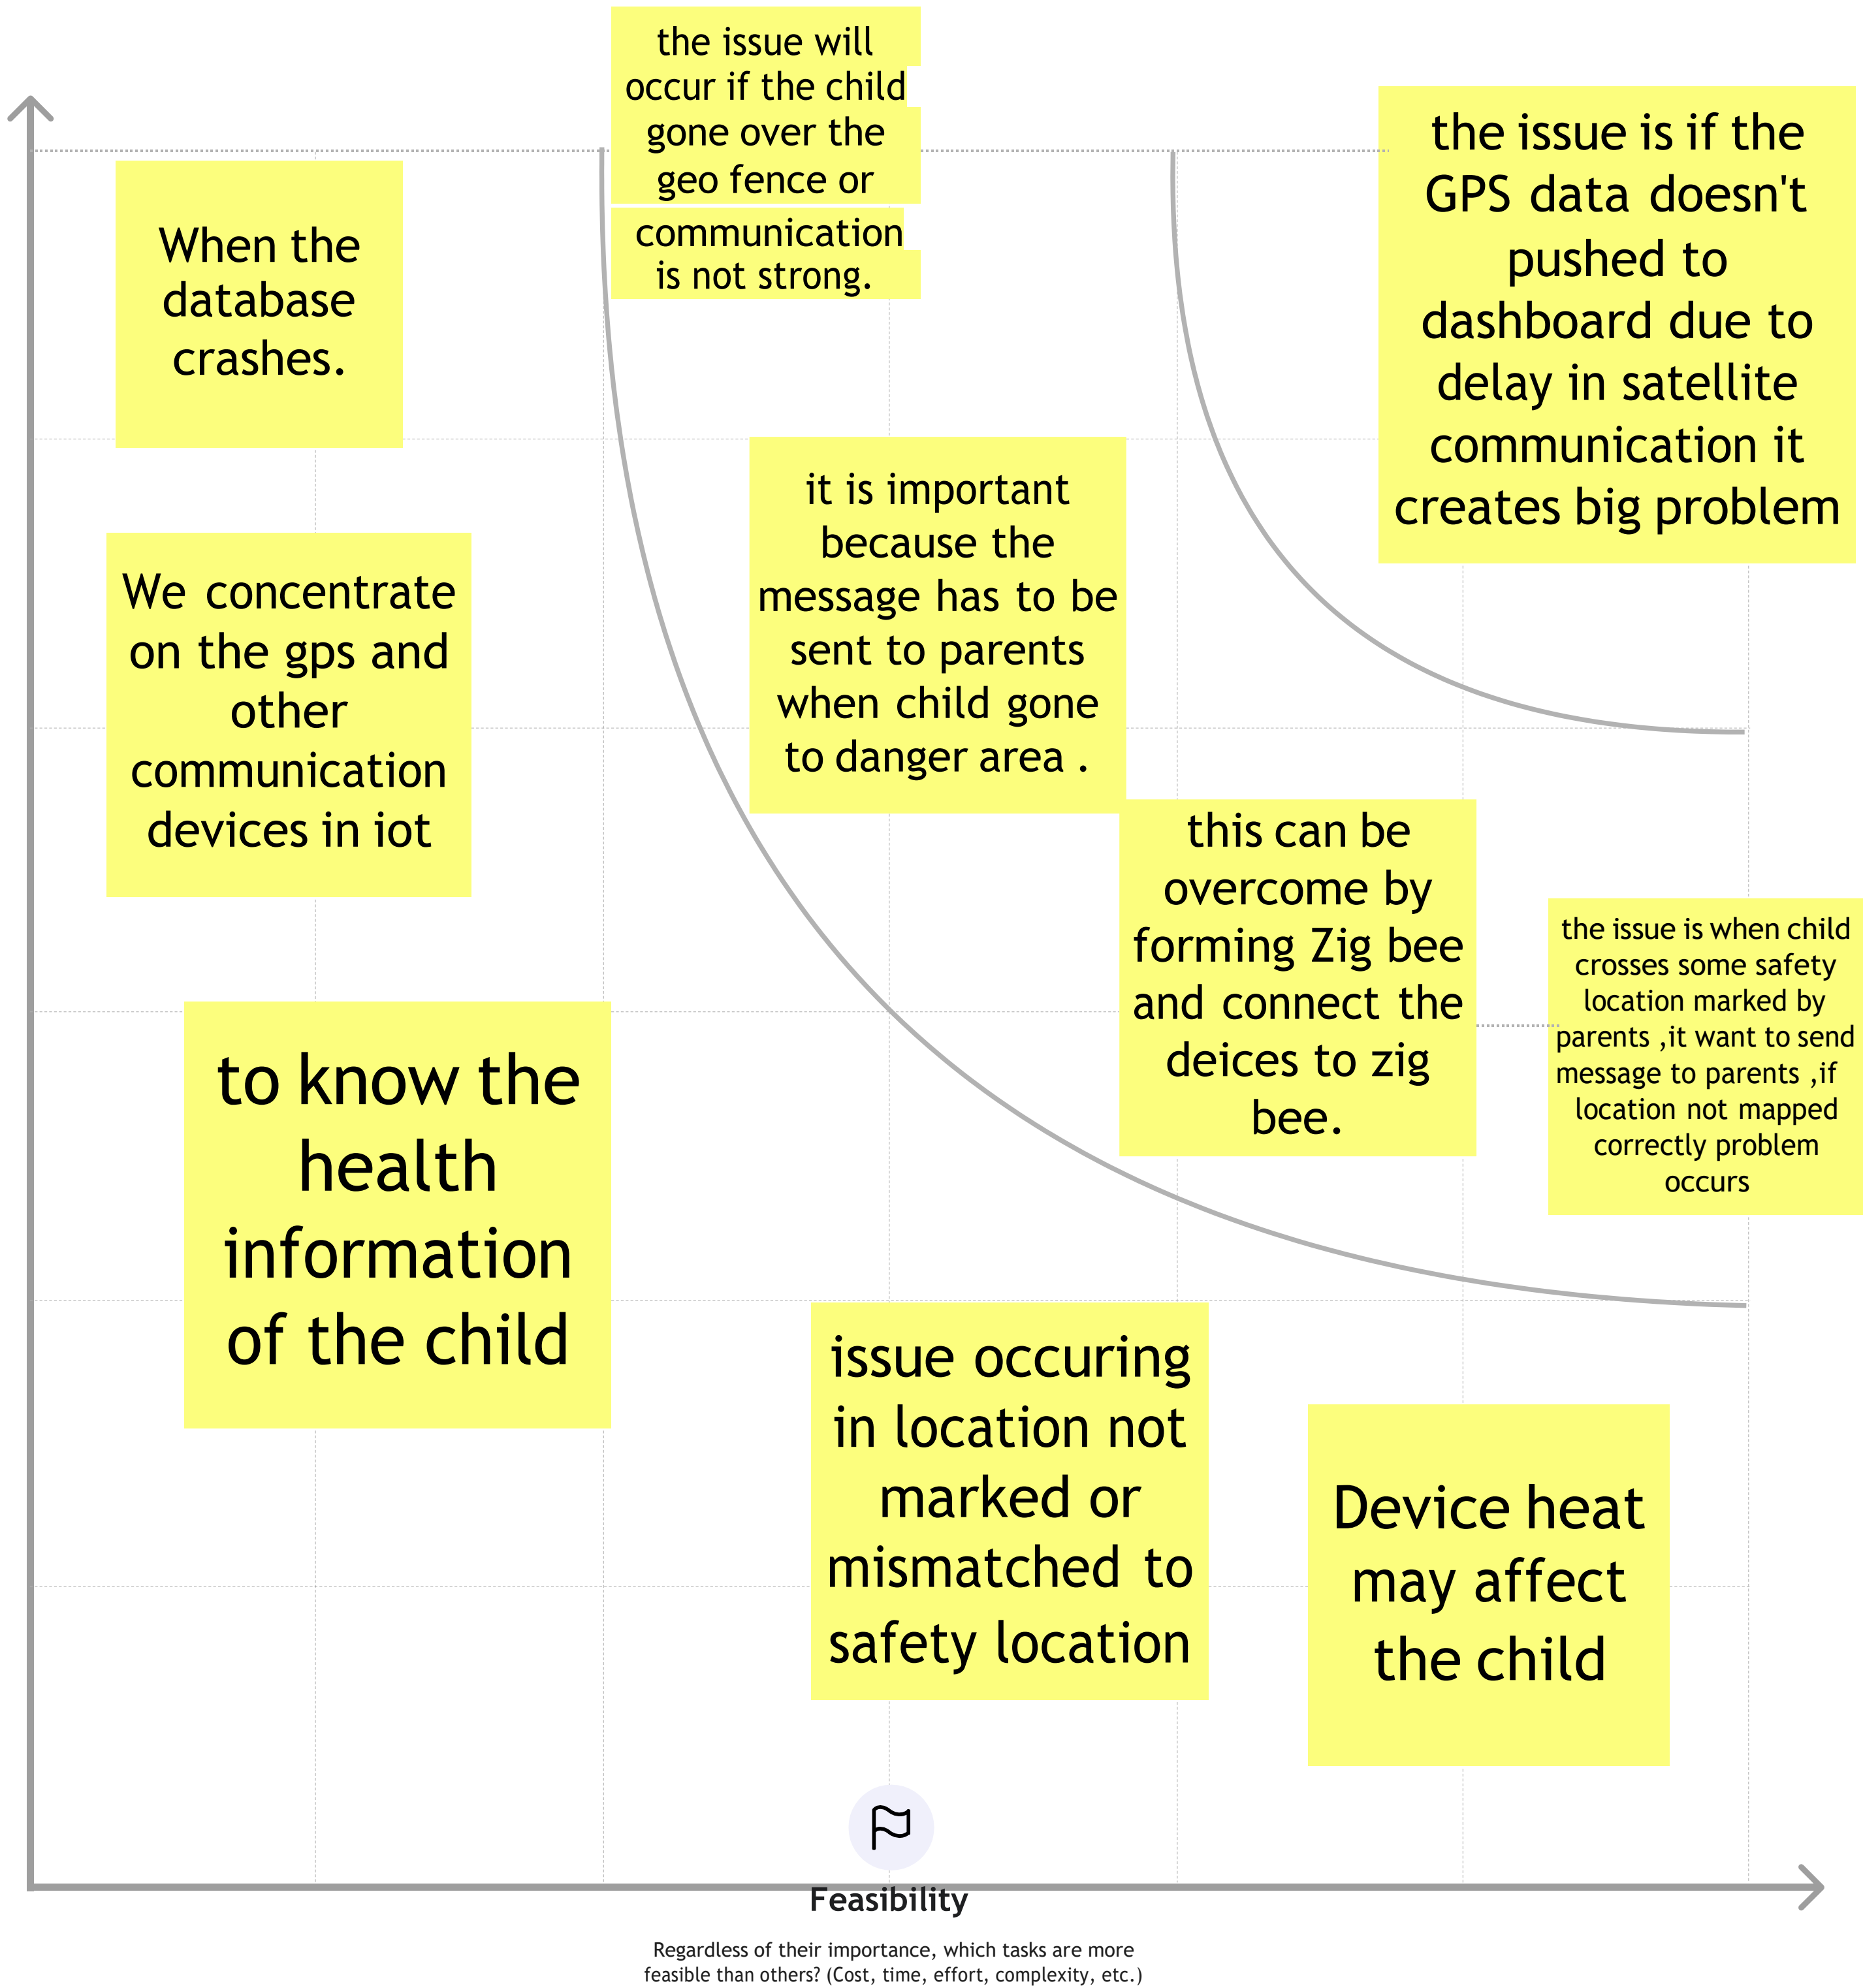 the issue will
occur if the child
gone over the
geo fence or
communication
is not strong.
the issue is if the
GPS data doesn't
pushed to
dashboard due to
delay in satellite
communication it
creates big problem
When the
database
crashes.
it is important
because the
message has to be
sent to parents
when child gone
to danger area .
We concentrate
on the gps and
other
communication
devices in iot
this can be
overcome by
forming Zig bee
and connect the
deices to zig
bee.
the issue is when child
crosses some safety
location marked by
parents ,it want to send
message to parents ,if
location not mapped
correctly problem
occurs
to know the
health
information
of the child
issue occuring
in location not
marked or
mismatched to
safety location
Device heat
may affect
the child
Feasibility
Regardless of their importance, which tasks are more
feasible than others? (Cost, time, effort, complexity, etc.)